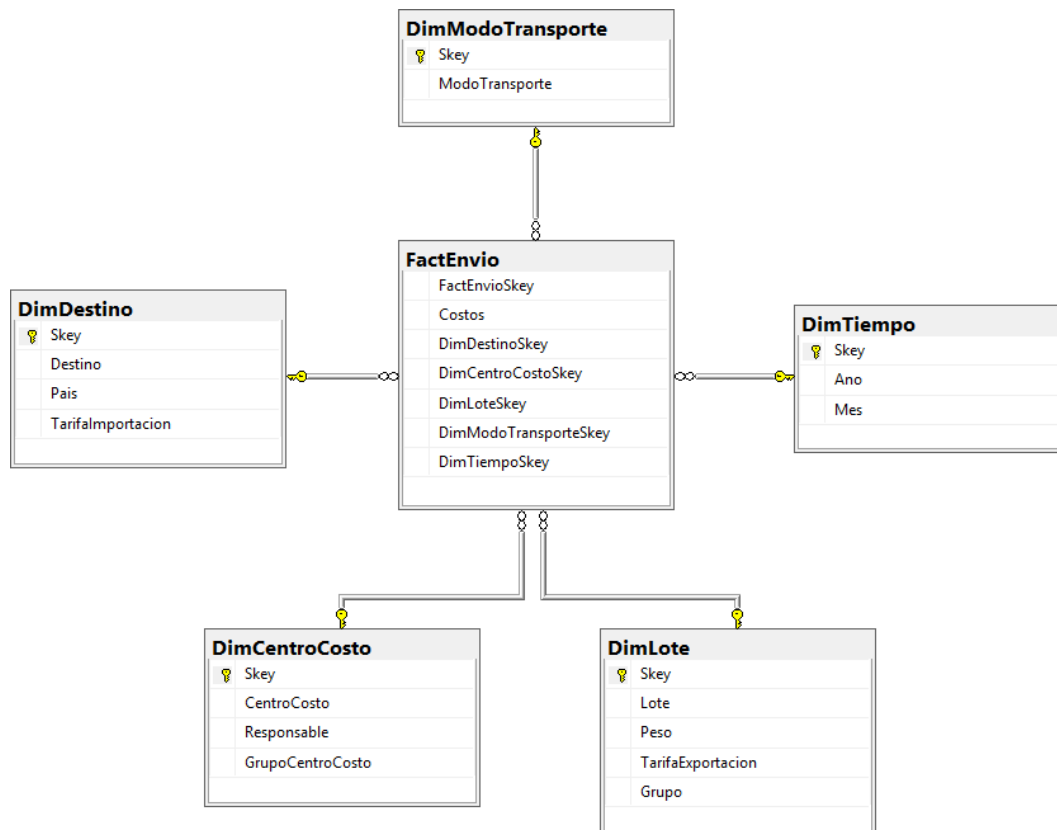 DimModoTransporte
Skey
ModoTransporte
FactEnvio
FactEnvioSkey
Costos
DimDestinoSkey
DimCentroCostoSkey
DimLoteSkey
DimModoTransporteSkey
DimTiempoSkey
DimDestino
Skey
Destino
Pais
TarifaImportacion
DimTiempo
Skey
Ano
Mes
DimCentroCosto
Skey
CentroCosto
Responsable
GrupoCentroCosto
DimLote
Skey
Lote
Peso
TarifaExportacion
Grupo